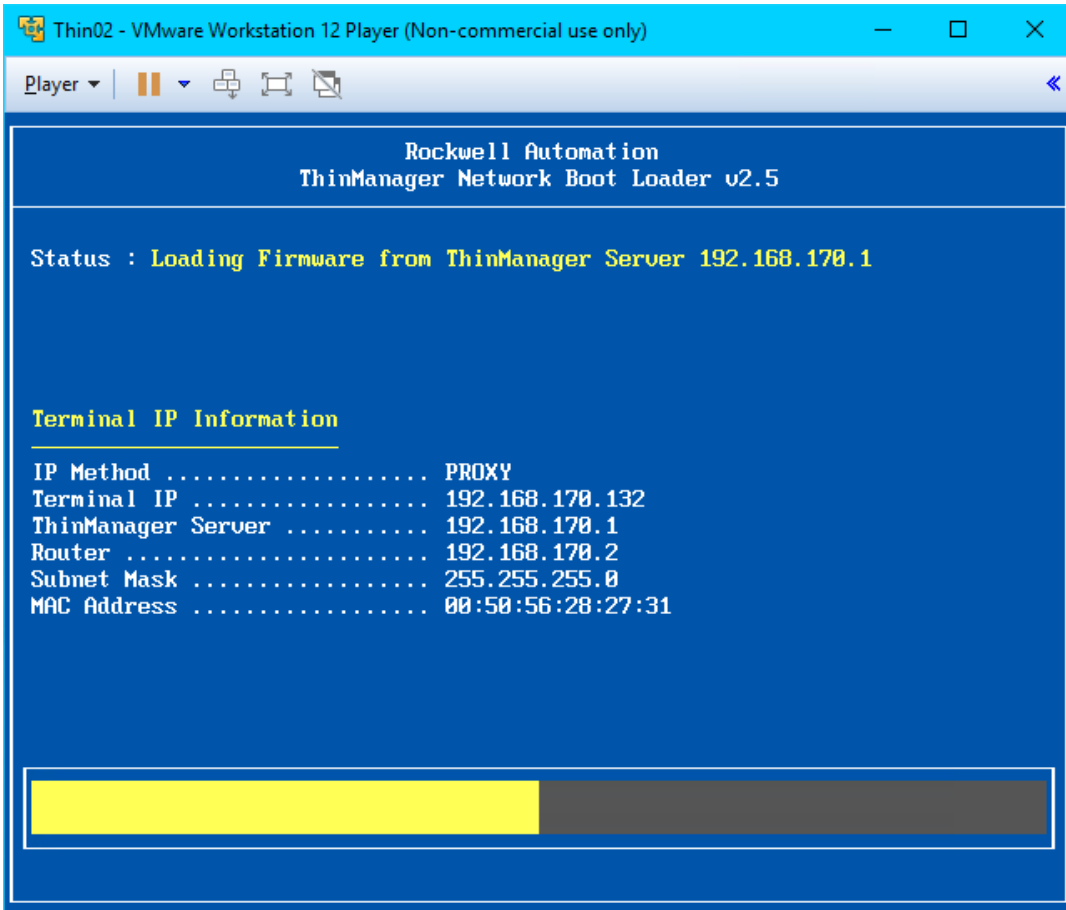 Thin02 - VMware Workstation 12 Player (Non-commercial use only)
Player
Rockwell Automation
ThinManager Network Boot Loader v2.5
Status : Loading Firmware from ThinManager Server 192.168.170.1
Terminal IP Information
IP Method .................... PROXY
Terminal IP .................. 192.168.170.132
ThinManager Server ........... 192.168.170.1
Router ....................... 192.168.170.2
Subnet Mask .................. 255.255.255.0
MAC Address .................. 00:50:56:28:27:31